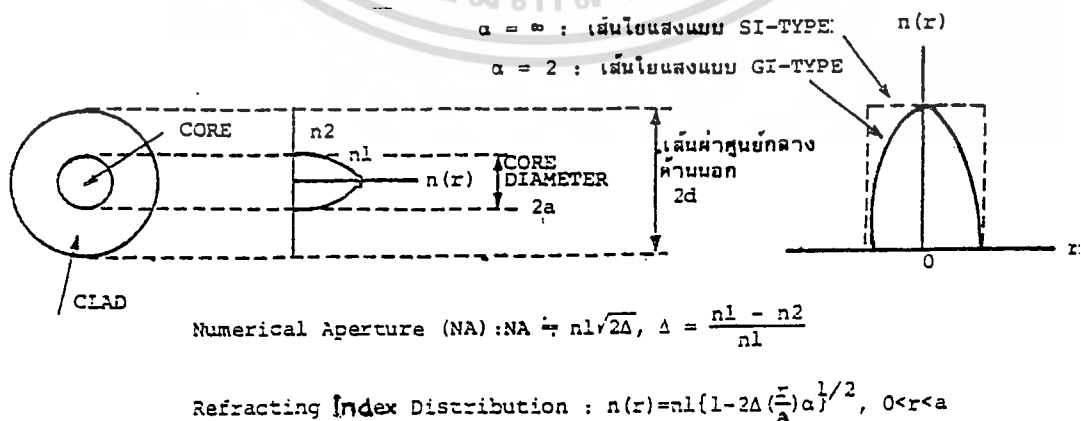 α = ∞ : เส้นใยแสงแบบ SI-TYPE
n(r)
α = 2 : เส้นใยแสงแบบ GI-TYPE
CORE
n2
n1
CORE
DIAMETER
n(r)
2a
เส้นผ่าศูนย์กลาง
ด้านนอก
2d
0
r
CLAD
Numerical Aperture (NA) :NA ≒ n1√2Δ, Δ = (n1 - n2)/n1
Refracting Index Distribution : n(r)=n1{1-2Δ(r/a)α}^1/2, 0<r<a